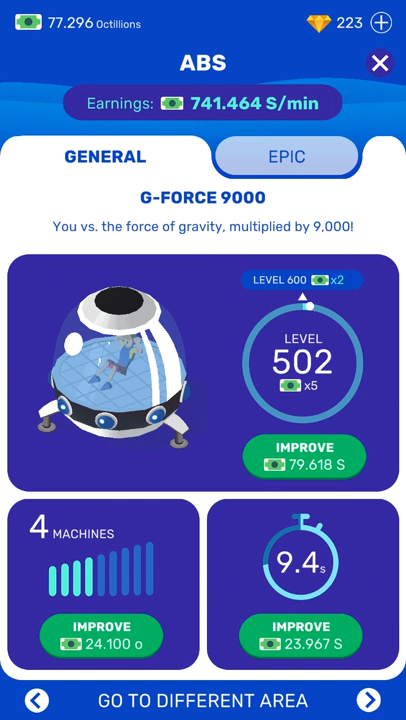 77.296 Octillions
223
ABS
Earnings: 741.464 S/min
GENERAL
EPIC
G-FORCE 9000
You vs. the force of gravity, multiplied by 9,000!
LEVEL 600 x2
LEVEL
502
x5
IMPROVE
79.618 S
4 MACHINES
IMPROVE
24.100 o
9.4s
IMPROVE
23.967 S
GO TO DIFFERENT AREA